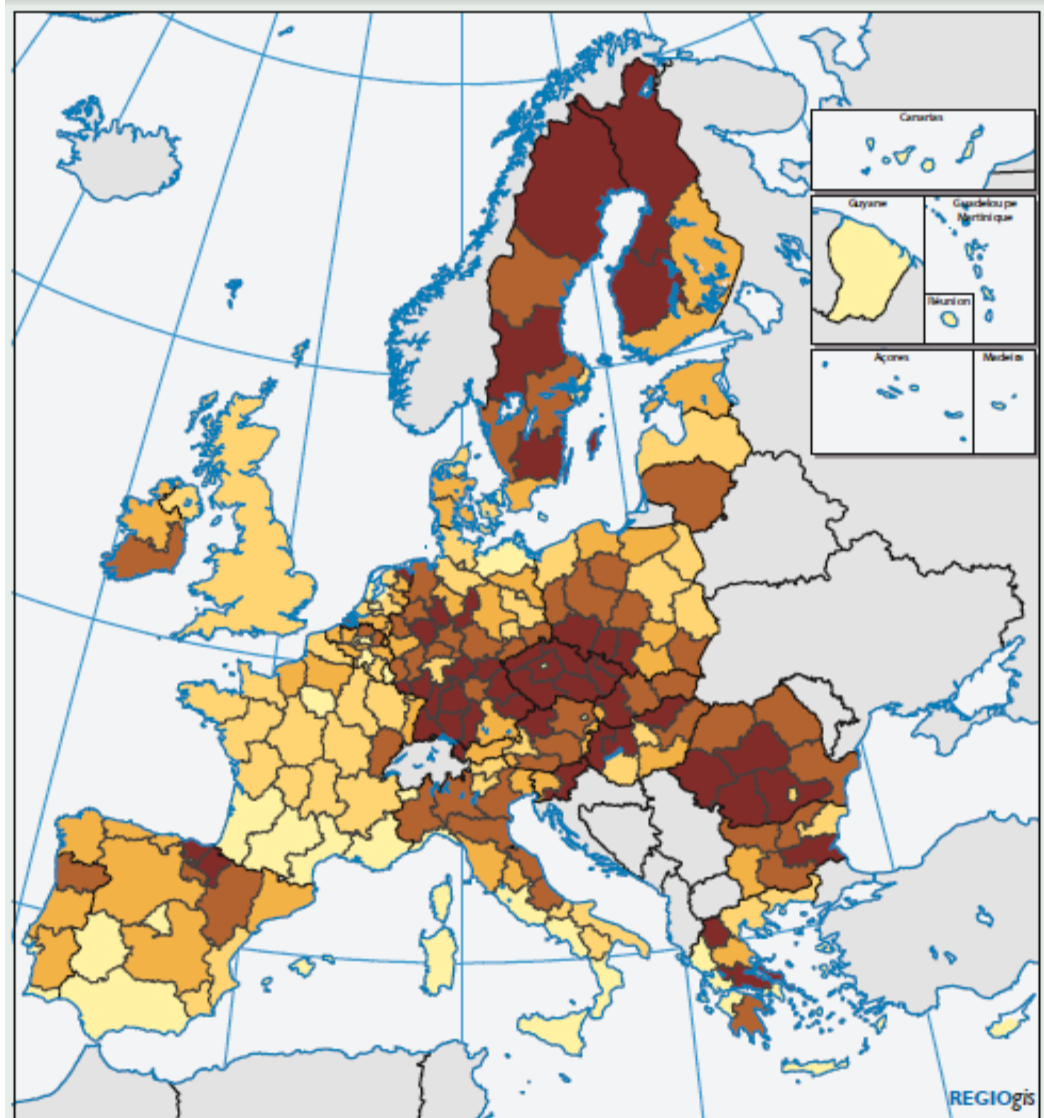 Canarias
Guyane
Guadeloupe
Martinique
Réunion
Açores
Madeira
REGIOgis